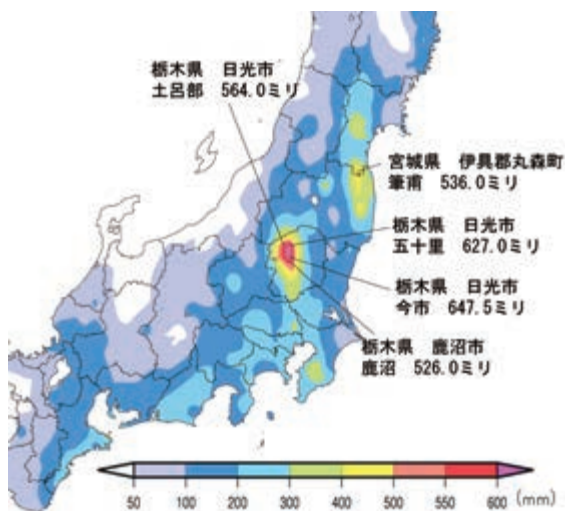 栃木県 日光市
土呂部 564.0ミリ
宮城県 伊具郡丸森町
筆甫 536.0ミリ
栃木県 日光市
五十里 627.0ミリ
栃木県 日光市
今市 647.5ミリ
栃木県 鹿沼市
鹿沼 526.0ミリ
50 100 200 300 400 500 550 600 (mm)